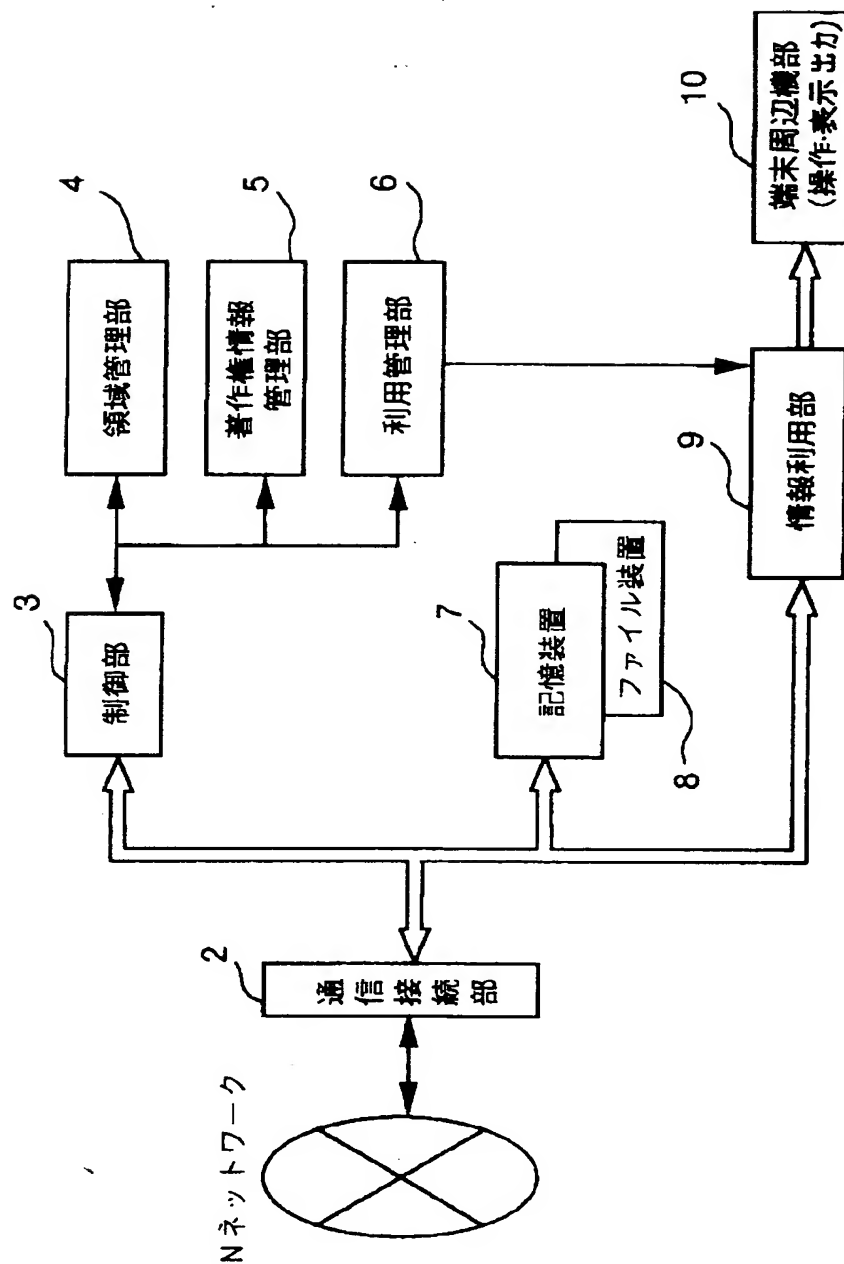 Nネットワーク
2
通信接続部
3
制御部
4
領域管理部
5
著作権情報
管理部
6
利用管理部
7
記憶装置
8
ファイル装置
9
情報利用部
10
端末周辺機部
(操作・表示出力)